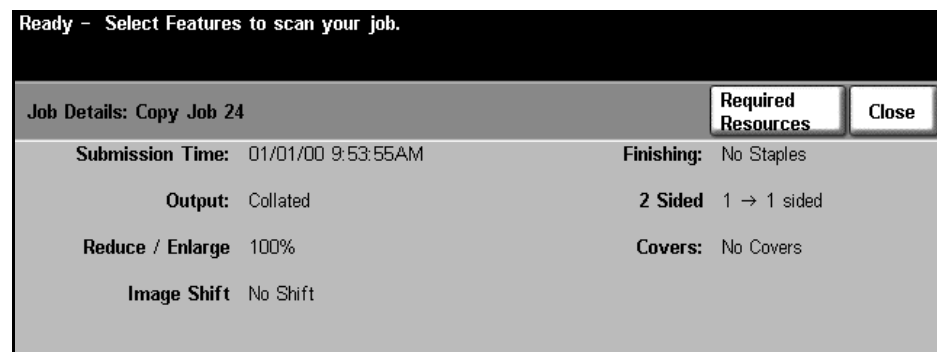 Ready – Select Features to scan your job.
Job Details: Copy Job 24
Required
Resources
Close
Submission Time: 01/01/00 9:53:55AM
Finishing: No Staples
Output: Collated
2 Sided 1 → 1 sided
Reduce / Enlarge 100%
Covers: No Covers
Image Shift No Shift